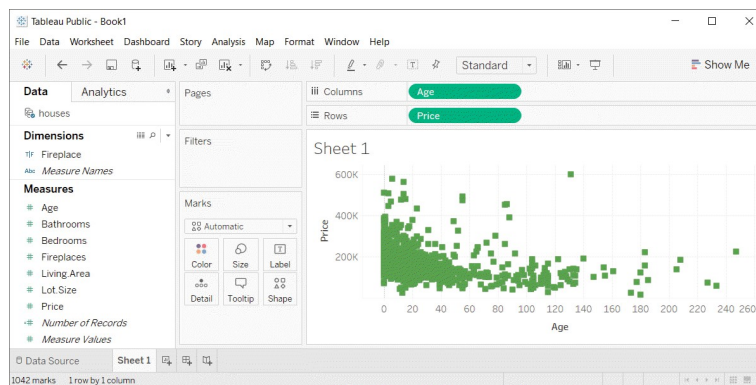 Tableau Public - Book1
File Data Worksheet Dashboard Story Analysis Map Format Window Help
T Standard Show Me
Data Analytics
houses
Dimensions
T|F Fireplace
Abc Measure Names
Measures
# Age
# Bathrooms
# Bedrooms
# Fireplaces
# Living.Area
# Lot.Size
# Price
# Number of Records
# Measure Values
Pages
Filters
Marks
Automatic
Color Size Label
Detail Tooltip Shape
Columns Age
Rows Price
Sheet 1
600K
400K
200K
Price
0 20 40 60 80 100 120 140 160 180 200 220 240 260
Age
Data Source Sheet 1
1042 marks 1 row by 1 column